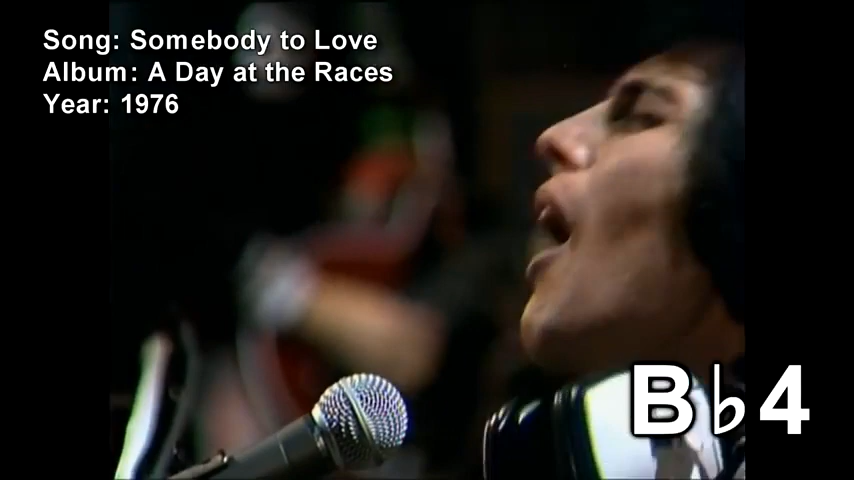 Song: Somebody to Love
Album: A Day at the Races
Year: 1976
B♭4